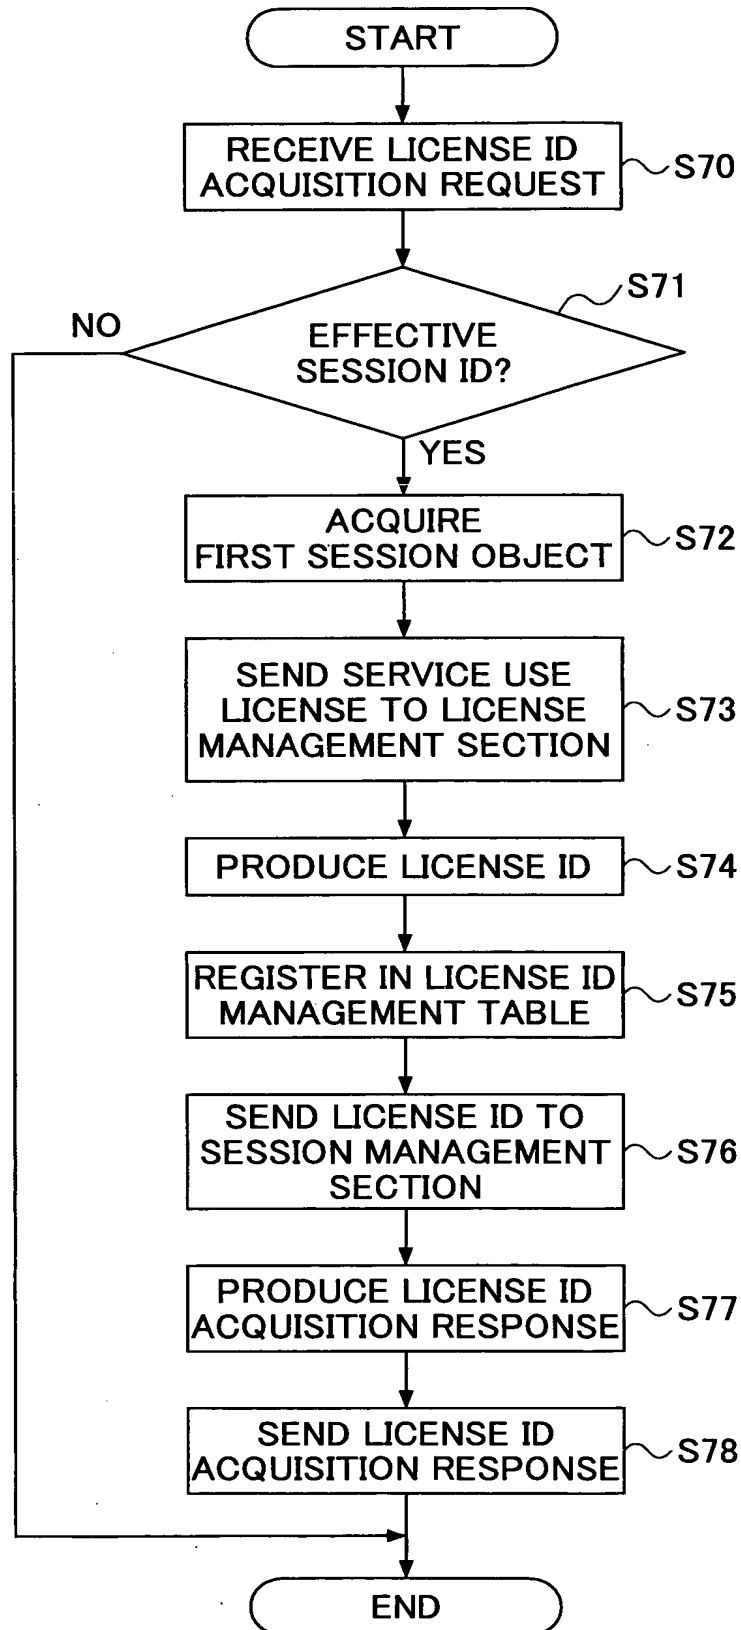 START
RECEIVE LICENSE ID
ACQUISITION REQUEST
S70
S71
NO
EFFECTIVE
SESSION ID?
YES
ACQUIRE
FIRST SESSION OBJECT
S72
SEND SERVICE USE
LICENSE TO LICENSE
MANAGEMENT SECTION
S73
PRODUCE LICENSE ID
S74
REGISTER IN LICENSE ID
MANAGEMENT TABLE
S75
SEND LICENSE ID TO
SESSION MANAGEMENT
SECTION
S76
PRODUCE LICENSE ID
ACQUISITION RESPONSE
S77
SEND LICENSE ID
ACQUISITION RESPONSE
S78
END